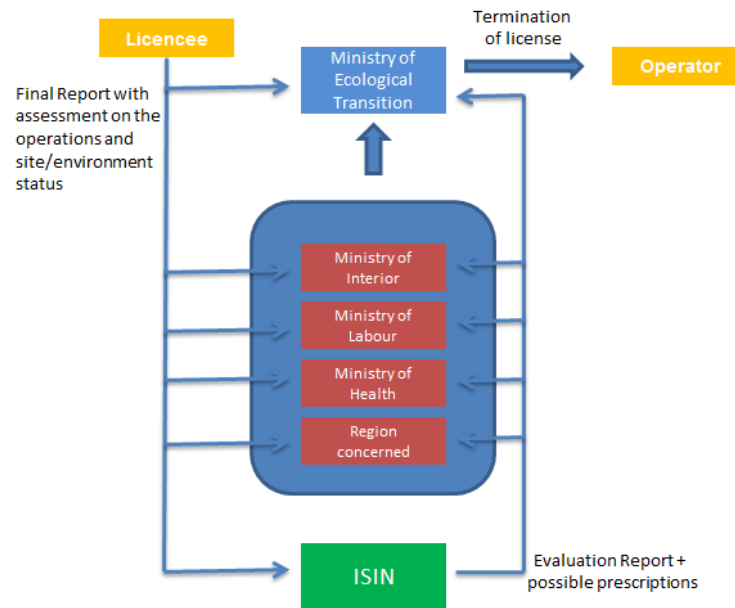 Licencee
Termination
of license
Ministry of
Ecological
Transition
Operator
Final Report with
assessment on the
operations and
site/environment
status
Ministry of
Interior
Ministry of
Labour
Ministry of
Health
Region
concerned
ISIN
Evaluation Report +
possible prescriptions